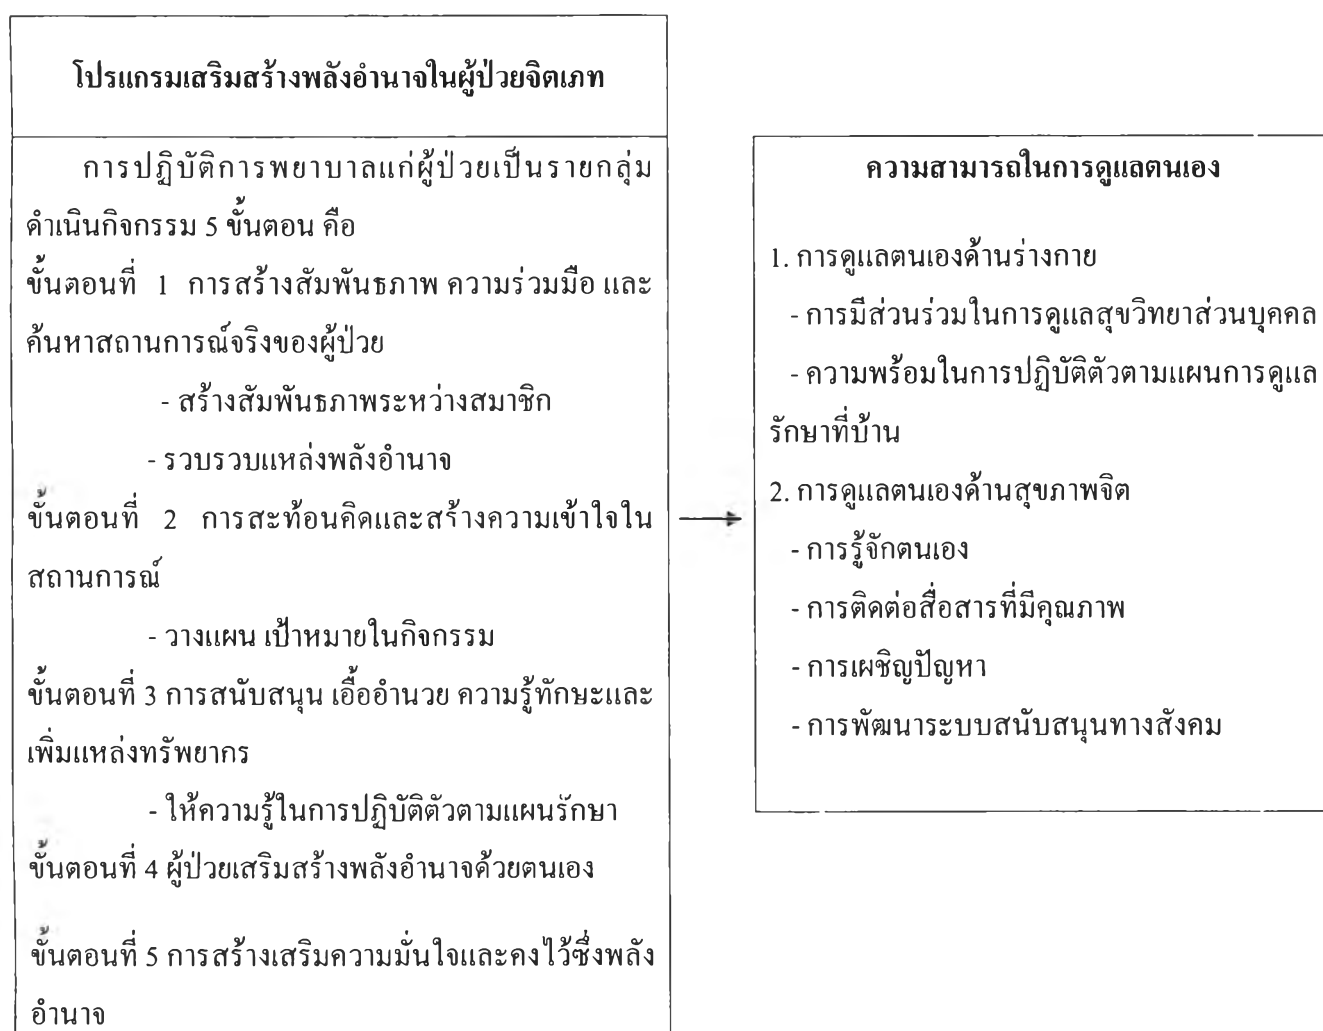 โปรแกรมเสริมสร้างพลังอำนาจในผู้ป่วยจิตเภท
การปฏิบัติการพยาบาลแก่ผู้ป่วยเป็นรายกลุ่ม
ดำเนินกิจกรรม 5 ขั้นตอน คือ
ขั้นตอนที่ 1 การสร้างสัมพันธภาพ ความร่วมมือ และ
ค้นหาสถานการณ์จริงของผู้ป่วย
- สร้างสัมพันธภาพระหว่างสมาชิก
- รวบรวบแหล่งพลังอำนาจ
ขั้นตอนที่ 2 การสะท้อนคิดและสร้างความเข้าใจใน
สถานการณ์
- วางแผน เป้าหมายในกิจกรรม
ขั้นตอนที่ 3 การสนับสนุน เอื้ออำนวย ความรู้ทักษะและ
เพิ่มแหล่งทรัพยากร
- ให้ความรู้ในการปฏิบัติตัวตามแผนรักษา
ขั้นตอนที่ 4 ผู้ป่วยเสริมสร้างพลังอำนาจด้วยตนเอง
ขั้นตอนที่ 5 การสร้างเสริมความมั่นใจและคงไว้ซึ่งพลัง
อำนาจ
ความสามารถในการดูแลตนเอง
1. การดูแลตนเองด้านร่างกาย
- การมีส่วนร่วมในการดูแลสุขวิทยาส่วนบุคคล
- ความพร้อมในการปฏิบัติตัวตามแผนการดูแล
รักษาที่บ้าน
2. การดูแลตนเองด้านสุขภาพจิต
- การรู้จักตนเอง
- การติดต่อสื่อสารที่มีคุณภาพ
- การเผชิญปัญหา
- การพัฒนาระบบสนับสนุนทางสังคม